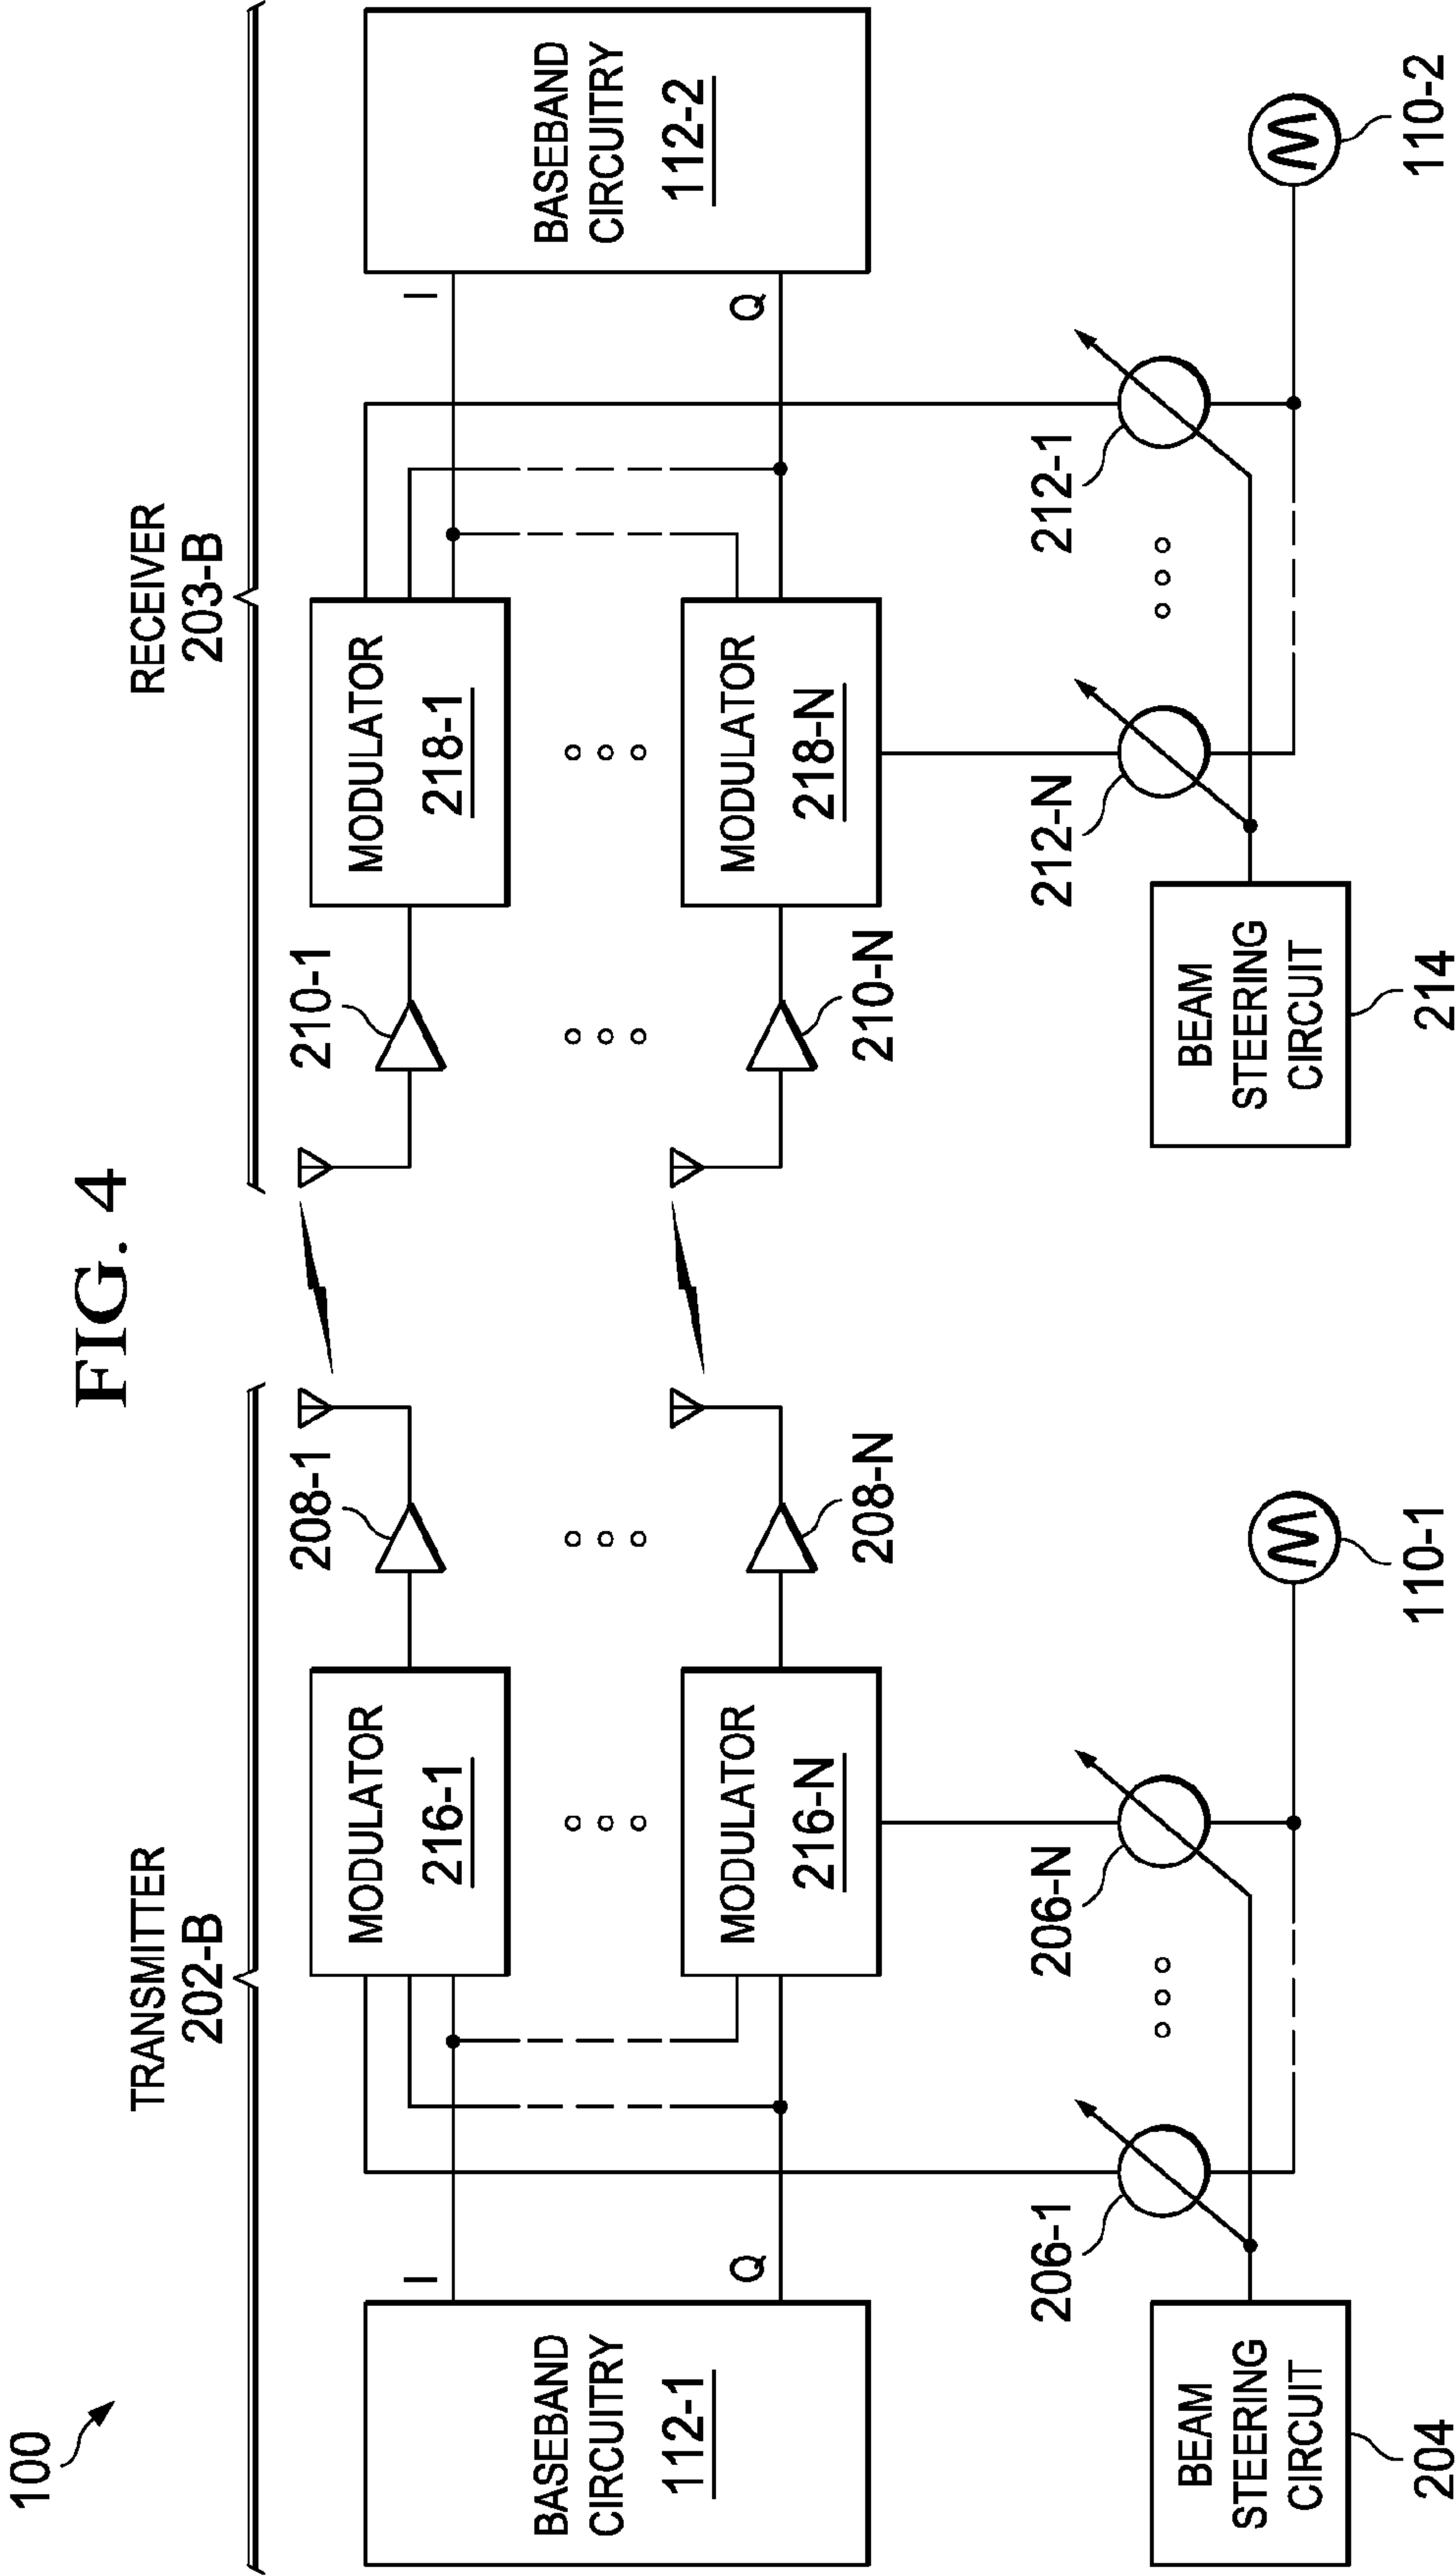 FIG. 4
100
TRANSMITTER
202-B
RECEIVER
203-B
BASEBAND
CIRCUITRY
112-1
I
Q
MODULATOR
216-1
MODULATOR
216-N
208-1
208-N
210-1
210-N
MODULATOR
218-1
MODULATOR
218-N
I
Q
BASEBAND
CIRCUITRY
112-2
BEAM
STEERING
CIRCUIT
204
206-1
206-N
110-1
BEAM
STEERING
CIRCUIT
214
212-N
212-1
110-2